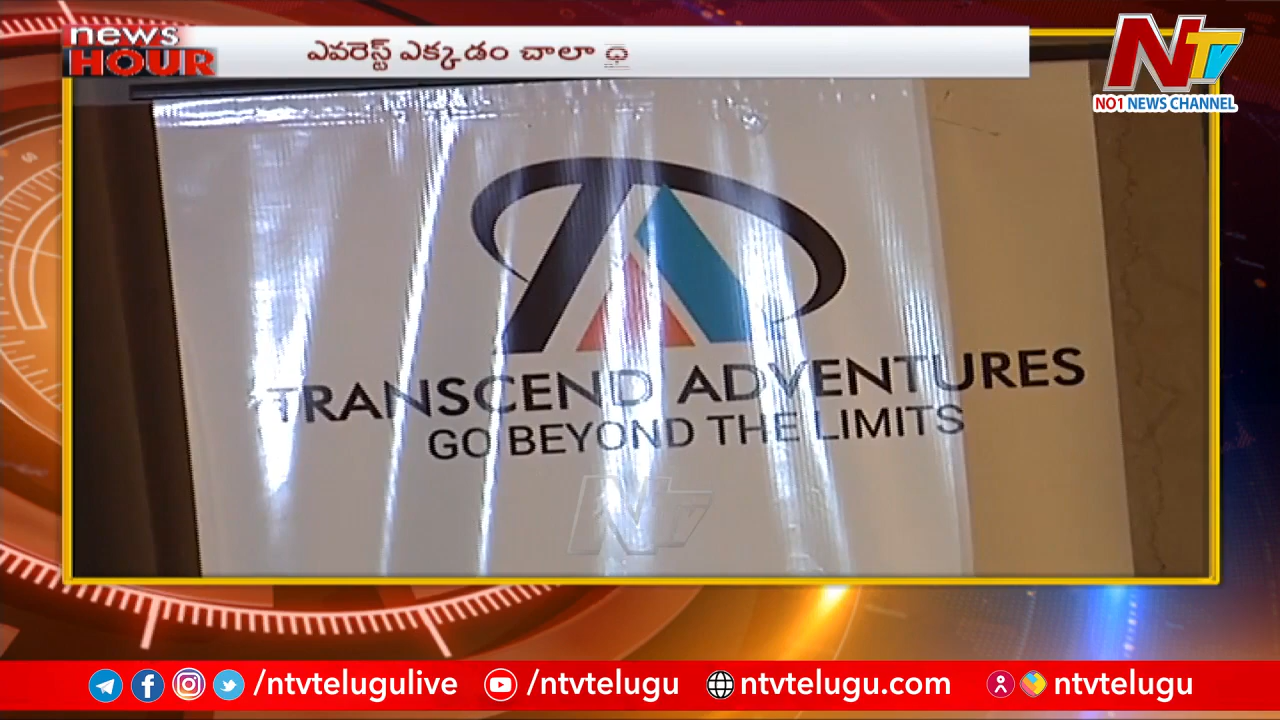 news
HOUR
ఎవరెస్ట్ ఎక్కడం చాలా
NTV
NO1 NEWS CHANNEL
TRANSCEND ADVENTURES
GO BEYOND THE LIMITS
NTV
/ntvtelugulive
/ntvtelugu
ntvtelugu.com
ntvtelugu